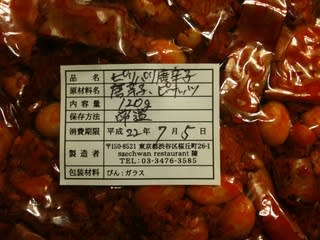 品名 ピリパリ唐辛子
原材料名 唐辛子、ピーナッツ
内容量 120g
保存方法 常温
消費期限 平成22年7月5日
製造者 〒150-8521 東京都渋谷区桜丘町26-1
szechwan restaurant 陳
TEL：03-3476-3585
包装材料 びん：ガラス